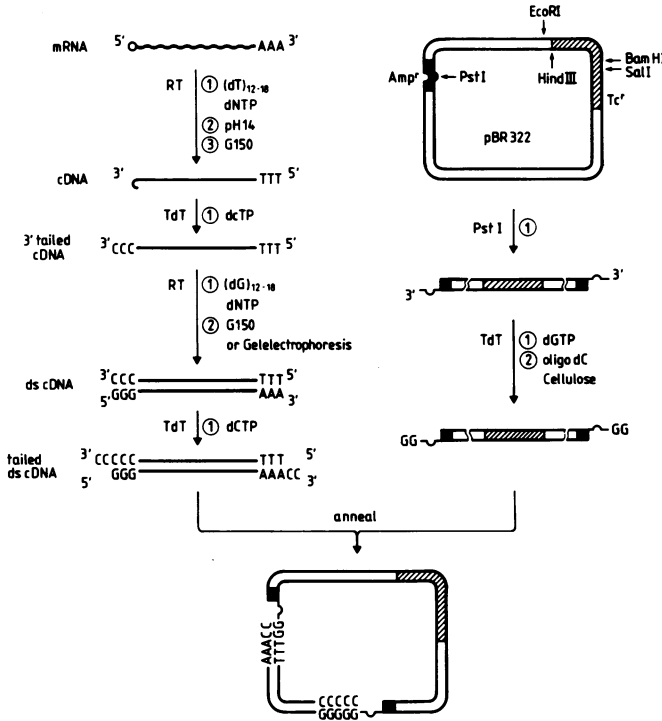 mRNA 5' AAA 3'
RT ① (dT)12-18
dNTP
② pH14
③ G150
cDNA 3' TTT 5'
TdT ① dcTP
3' tailed
cDNA
3' CCC TTT 5'
RT ① (dG)12-18
dNTP
② G150
or Gelelectrophoresis
ds cDNA
3' CCC TTT 5'
5' GGG AAA 3'
TdT ① dCTP
tailed
ds cDNA
3' CCCCC TTT 5'
5' GGG AAACC 3'
EcoRI
Bam HI
SalI
HindIII
Ampr
PstI
Tcr
pBR322
Pst I ①
3'
3'
TdT ① dGTP
② oligo dC
Cellulose
GG
GG
anneal
AAACC
TTTGG
CCCCC
GGGGG